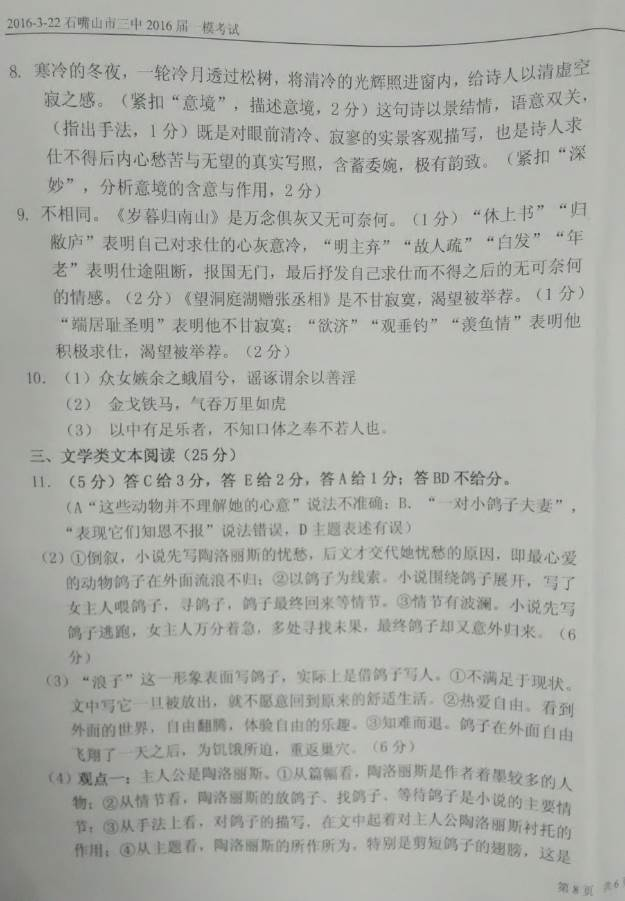 2016-3-22 石嘴山市三中 2016 届一模考试
8. 寒冷的冬夜，一轮冷月透过松树，将清冷的光辉照进窗内，给诗人以清虚空
寂之感。（紧扣“意境”，描述意境，2 分）这句诗以景结情，语意双关，
（指出手法，1 分）既是对眼前清冷、寂寥的实景客观描写，也是诗人求
仕不得后内心愁苦与无望的真实写照，含蓄委婉，极有韵致。（紧扣“深
妙”，分析意境的含意与作用，2 分）
9. 不相同。《岁暮归南山》是万念俱灰又无可奈何。（1 分）“休上书”“归
敝庐”表明自己对求仕的心灰意冷，“明主弃”“故人疏”“白发”“年
老”表明仕途阻断，报国无门，最后抒发自己求仕而不得之后的无可奈何
的情感。（2 分）《望洞庭湖赠张丞相》是不甘寂寞，渴望被举荐。（1 分）
“端居耻圣明”表明他不甘寂寞；“欲济”“观垂钓”“羡鱼情”表明他
积极求仕，渴望被举荐。（2 分）
10. （1）众女嫉余之蛾眉兮，谣诼谓余以善淫
（2） 金戈铁马，气吞万里如虎
（3） 以中有足乐者，不知口体之奉不若人也。
三、文学类文本阅读（25 分）
11. （5 分）答 C 给 3 分，答 E 给 2 分，答 A 给 1 分；答 BD 不给分。
（A“这些动物并不理解她的心意”说法不准确；B. “一对小鸽子夫妻”，
“表现它们知恩不报”说法错误，D 主题表述有误）
（2）①倒叙，小说先写陶洛丽斯的忧愁，后文才交代她忧愁的原因，即最心爱
的动物鸽子在外面流浪不归；②以鸽子为线索。小说围绕鸽子展开，写了
女主人喂鸽子，寻鸽子，鸽子最终回来等情节。③情节有波澜。小说先写
鸽子逃跑，女主人万分着急，多处寻找未果，最终鸽子却又意外归来。（6
分）
（3）“浪子”这一形象表面写鸽子，实际上是借鸽子写人。①不满足于现状。
文中写它一旦被放出，就不愿意回到原来的舒适生活。②热爱自由。看到
外面的世界，自由翻腾，体验自由的乐趣。③知难而退。鸽子在外面自由
飞翔了一天之后，为饥饿所迫，重返巢穴。（6 分）
（4）观点一：主人公是陶洛丽斯。①从篇幅看，陶洛丽斯是作者着墨较多的人
物；②从情节看，陶洛丽斯的放鸽子、找鸽子、等待鸽子是小说的主要情
节；③从手法上看，对鸽子的描写，在文中起着对主人公陶洛丽斯衬托的
作用；④从主题看，陶洛丽斯的所作所为，特别是剪短鸽子的翅膀，这是
第 8 页 共6